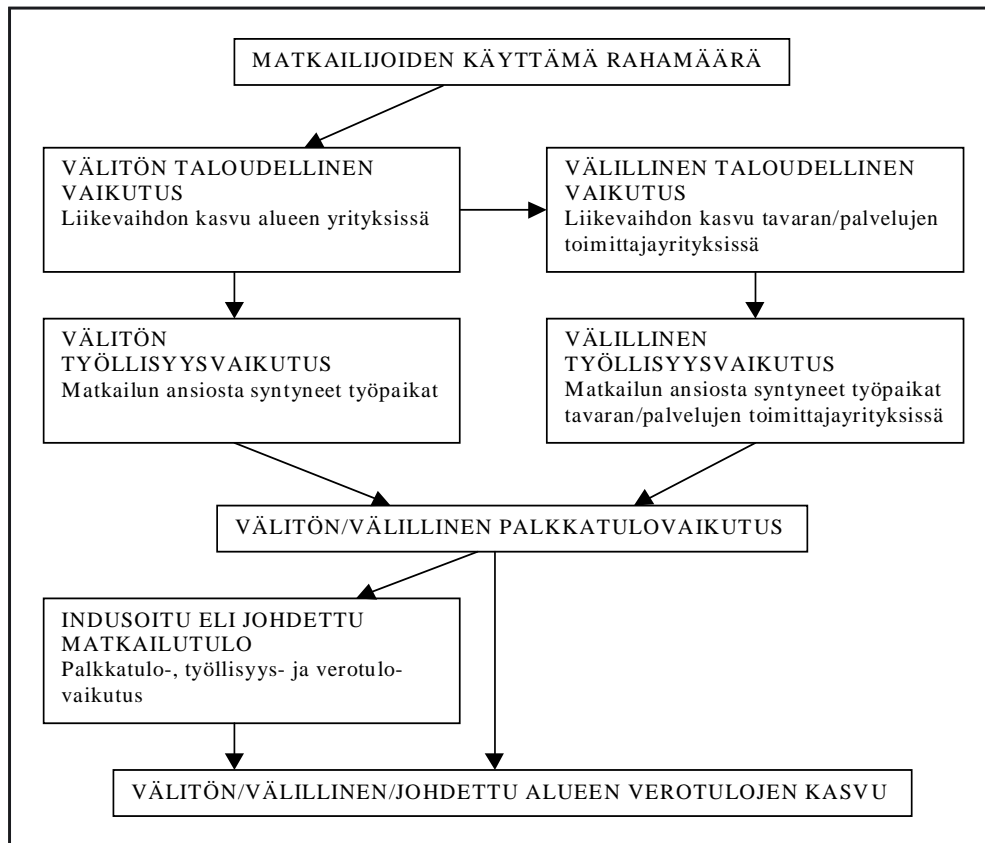 MATKAILIJOIDEN KÄYTTÄMÄ RAHAMÄÄRÄ
VÄLITÖN TALOUDELLINEN
VAIKUTUS
Liikevaihdon kasvu alueen yrityksissä
VÄLILLINEN TALOUDELLINEN
VAIKUTUS
Liikevaihdon kasvu tavaran/palvelujen
toimittajayrityksissä
VÄLITÖN
TYÖLLISYYSVAIKUTUS
Matkailun ansiosta syntyneet työpaikat
VÄLILLINEN
TYÖLLISYYSVAIKUTUS
Matkailun ansiosta syntyneet työpaikat
tavaran/palvelujen toimittajayrityksissä
VÄLITÖN/VÄLILLINEN PALKKATULOVAIKUTUS
INDUSOITU ELI JOHDETTU
MATKAILUTULO
Palkkatulo-, työllisyys- ja verotulo-
vaikutus
VÄLITÖN/VÄLILLINEN/JOHDETTU ALUEEN VEROTULOJEN KASVU